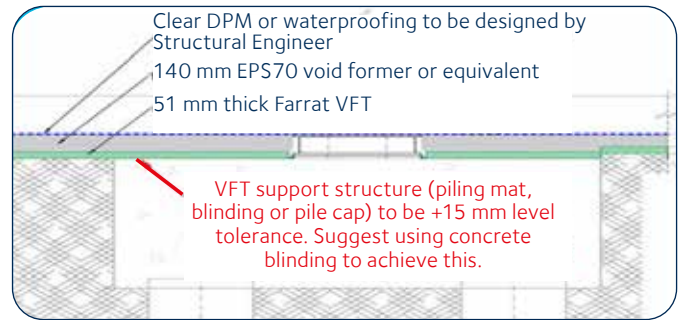 Clear DPM or waterproofing to be designed by
Structural Engineer
140 mm EPS70 void former or equivalent
51 mm thick Farrat VFT
VFT support structure (piling mat,
blinding or pile cap) to be +15 mm level
tolerance. Suggest using concrete
blinding to achieve this.